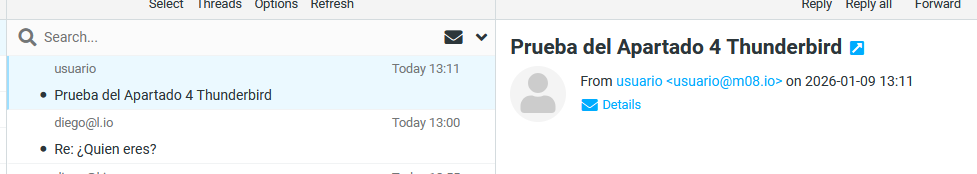 Select Threads Options Refresh
Reply Reply all Forward
Search...
usuario Today 13:11
Prueba del Apartado 4 Thunderbird
diego@l.io Today 13:00
Re: ¿Quien eres?
Prueba del Apartado 4 Thunderbird
From usuario <usuario@m08.io> on 2026-01-09 13:11
Details